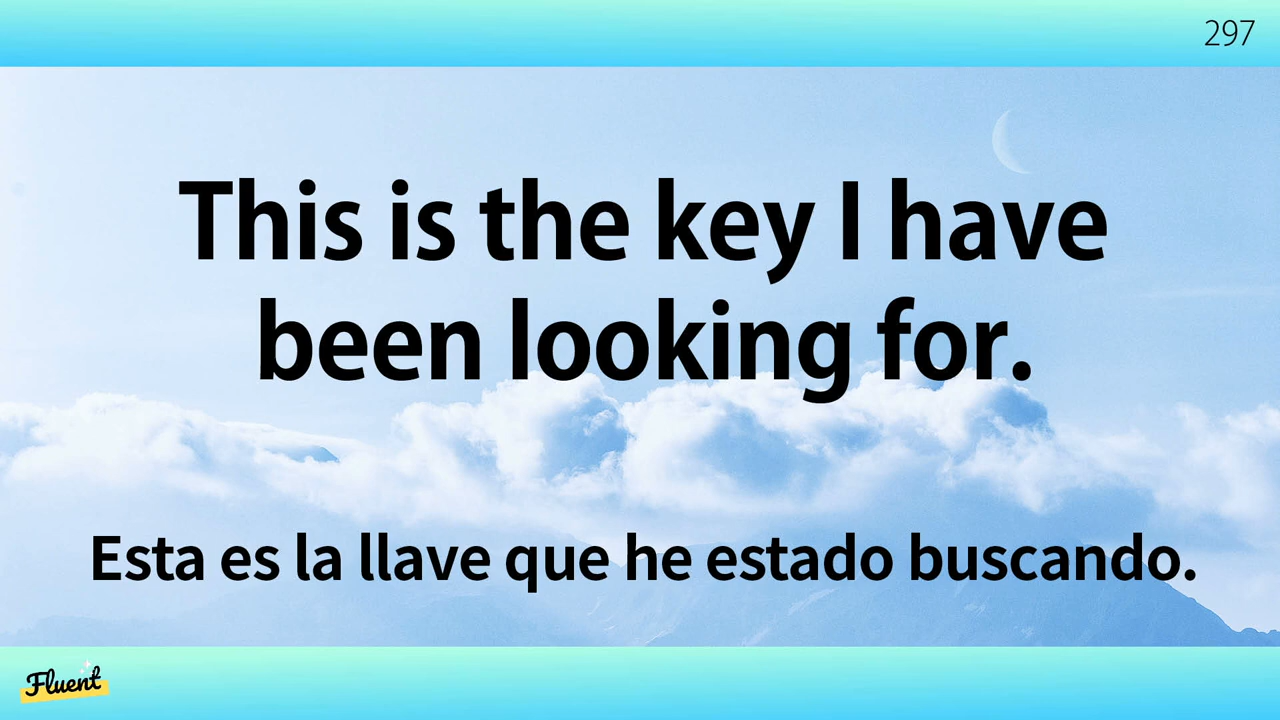 297
This is the key I have
been looking for.
Esta es la llave que he estado buscando.
Fluent